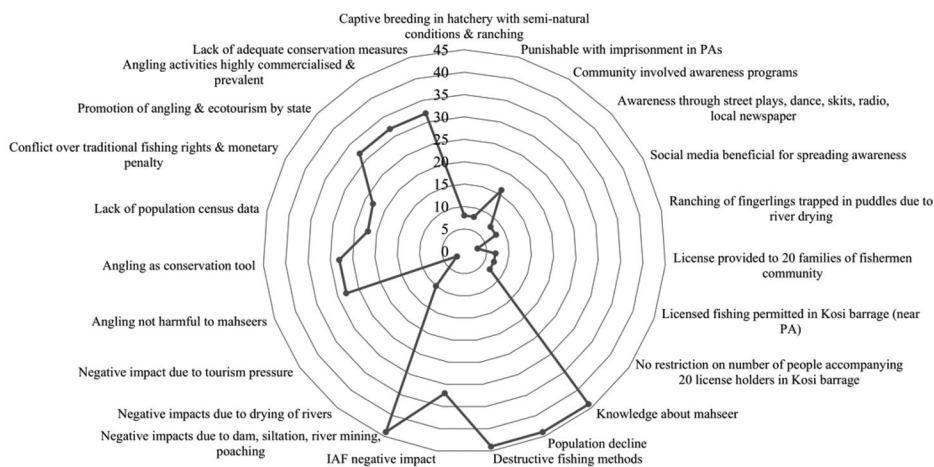 Captive breeding in hatchery with semi-natural
conditions & ranching
Punishable with imprisonment in PAs
Community involved awareness programs
Awareness through street plays, dance, skits, radio,
local newspaper
Social media beneficial for spreading awareness
Ranching of fingerlings trapped in puddles due to
river drying
License provided to 20 families of fishermen
community
Licensed fishing permitted in Kosi barrage (near
PA)
No restriction on number of people accompanying
20 license holders in Kosi barrage
Knowledge about mahseer
Population decline
Destructive fishing methods
IAF negative impact
Negative impacts due to dam, siltation, river mining,
poaching
Negative impacts due to drying of rivers
Negative impact due to tourism pressure
Angling not harmful to mahseers
Angling as conservation tool
Lack of population census data
Conflict over traditional fishing rights & monetary
penalty
Promotion of angling & ecotourism by state
Angling activities highly commercialised &
prevalent
Lack of adequate conservation measures
45
40
35
30
25
20
15
10
5
0